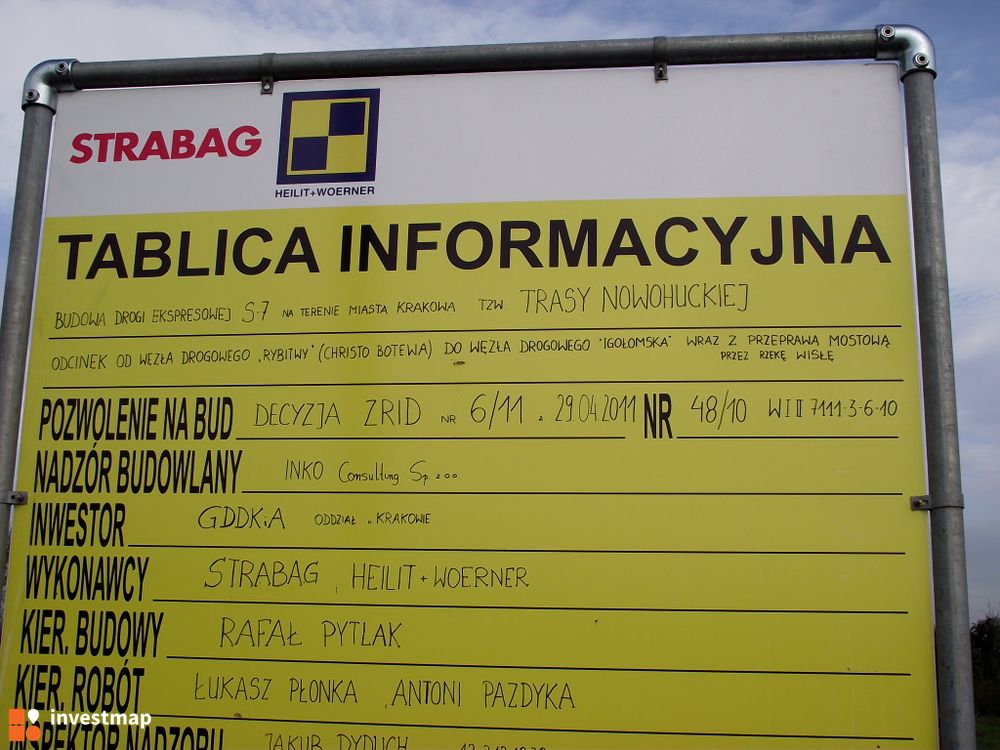 STRABAG
HEILIT+WOERNER
TABLICA INFORMACYJNA
BUDOWA DROGI EKSPRESOWEJ S-7 NA TERENIE MIASTA KRAKOWA TZW. TRASY NOWOHUCKIEJ
ODCINEK OD WĘZŁA DROGOWEGO „RYBITWY" (CHRISTO BOTEWA) DO WĘZŁA DROGOWEGO "IGOŁOMSKA" WRAZ Z PRZEPRAWA MOSTOWĄ
PRZEZ RZEKĘ WISŁĘ
POZWOLENIE NA BUD DECYZJA ZRID NR 6/11 z 29.04.2011 NR 48/10 WI II 7111-3-6-10
NADZÓR BUDOWLANY INKO Consulting Sp. z o.o.
INWESTOR GDDKiA ODDZIAŁ w KRAKOWIE
WYKONAWCY STRABAG, HEILIT+WOERNER
KIER. BUDOWY RAFAŁ PYTLAK
KIER. ROBÓT ŁUKASZ PŁONKA, ANTONI PAZDYKA
INSPEKTOR NADZORU JAKUB DYDUCH
investmap